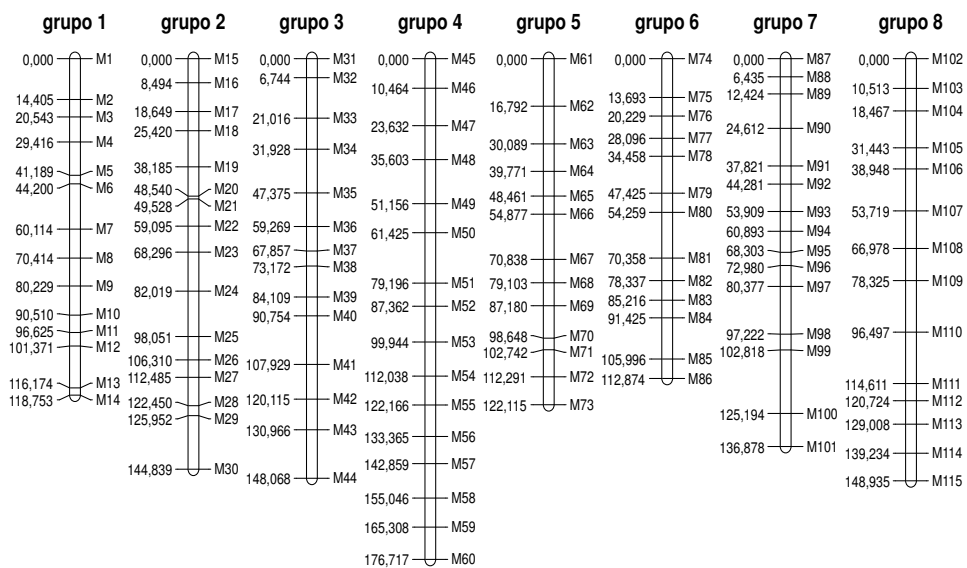 grupo 1
0,000 M1
14,405 M2
20,543 M3
29,416 M4
41,189 M5
44,200 M6
60,114 M7
70,414 M8
80,229 M9
90,510 M10
96,625 M11
101,371 M12
116,174 M13
118,753 M14
grupo 2
0,000 M15
8,494 M16
18,649 M17
25,420 M18
38,185 M19
48,540 M20
49,528 M21
59,095 M22
68,296 M23
82,019 M24
98,051 M25
106,310 M26
112,485 M27
122,450 M28
125,952 M29
144,839 M30
grupo 3
0,000 M31
6,744 M32
21,016 M33
31,928 M34
47,375 M35
59,269 M36
67,857 M37
73,172 M38
84,109 M39
90,754 M40
107,929 M41
120,115 M42
130,966 M43
148,068 M44
grupo 4
0,000 M45
10,464 M46
23,632 M47
35,603 M48
51,156 M49
61,425 M50
79,196 M51
87,362 M52
99,944 M53
112,038 M54
122,166 M55
133,365 M56
142,859 M57
155,046 M58
165,308 M59
176,717 M60
grupo 5
0,000 M61
16,792 M62
30,089 M63
39,771 M64
48,461 M65
54,877 M66
70,838 M67
79,103 M68
87,180 M69
98,648 M70
102,742 M71
112,291 M72
122,115 M73
grupo 6
0,000 M74
13,693 M75
20,229 M76
28,096 M77
34,458 M78
47,425 M79
54,259 M80
70,358 M81
78,337 M82
85,216 M83
91,425 M84
105,996 M85
112,874 M86
grupo 7
0,000 M87
6,435 M88
12,424 M89
24,612 M90
37,821 M91
44,281 M92
53,909 M93
60,893 M94
68,303 M95
72,980 M96
80,377 M97
97,222 M98
102,818 M99
125,194 M100
136,878 M101
grupo 8
0,000 M102
10,513 M103
18,467 M104
31,443 M105
38,948 M106
53,719 M107
66,978 M108
78,325 M109
96,497 M110
114,611 M111
120,724 M112
129,008 M113
139,234 M114
148,935 M115